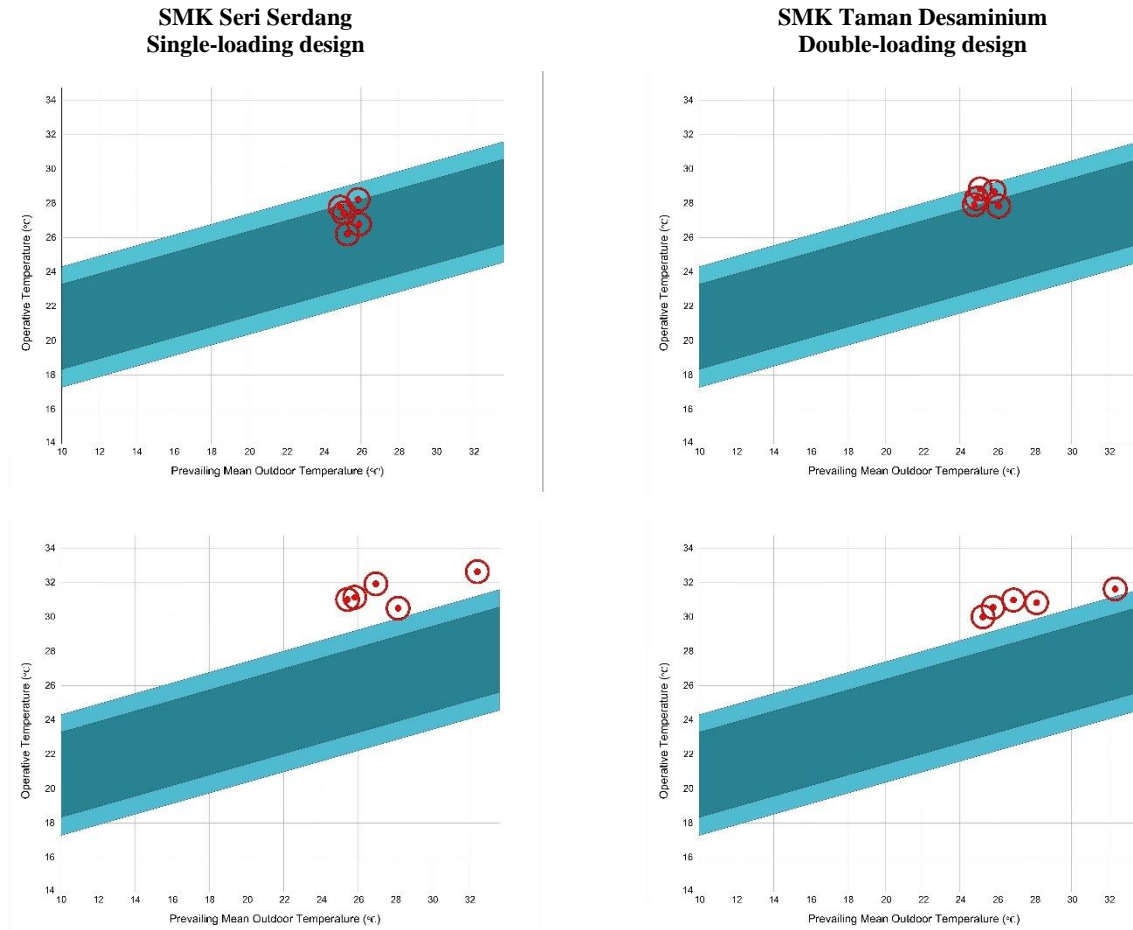 SMK Seri Serdang
Single-loading design
SMK Taman Desaminium
Double-loading design
34
32
30
28
26
24
22
20
18
16
14
Operative Temperature (°C)
10 12 14 16 18 20 22 24 26 28 30 32
Prevailing Mean Outdoor Temperature (°C)
34
32
30
28
26
24
22
20
18
16
14
Operative Temperature (°C)
10 12 14 16 18 20 22 24 26 28 30 32
Prevailing Mean Outdoor Temperature (°C)
34
32
30
28
26
24
22
20
18
16
14
Operative Temperature (°C)
10 12 14 16 18 20 22 24 26 28 30 32
Prevailing Mean Outdoor Temperature (°C)
34
32
30
28
26
24
22
20
18
16
14
Operative Temperature (°C)
10 12 14 16 18 20 22 24 26 28 30 32
Prevailing Mean Outdoor Temperature (°C)